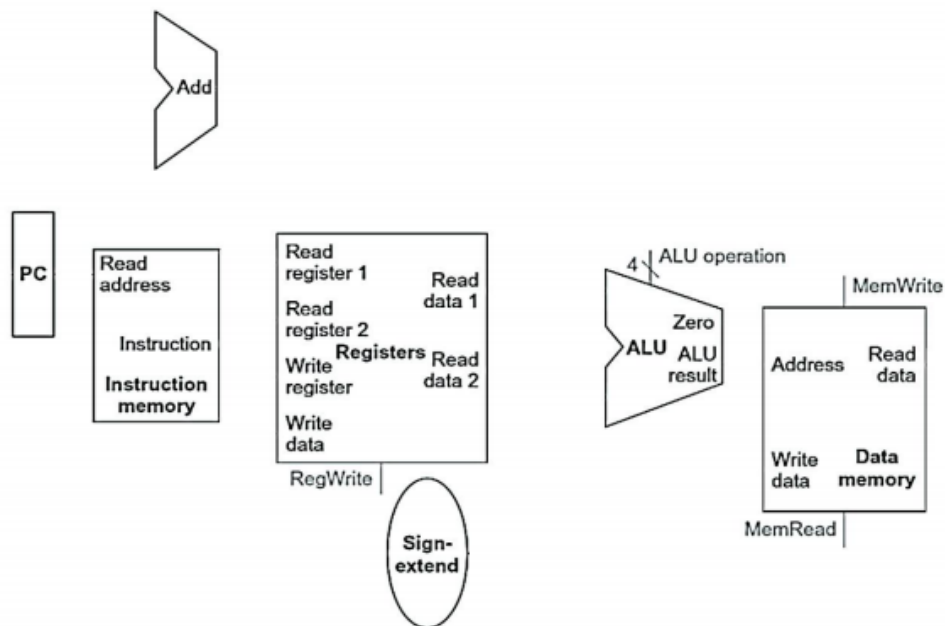 Add
PC
Read
address
Instruction
Instruction
memory
Read
register 1
Read
register 2
Write
register
Write
data
Registers
Read
data 1
Read
data 2
RegWrite
Sign-
extend
4
ALU operation
Zero
ALU
ALU
result
MemWrite
Address
Read
data
Write
data
Data
memory
MemRead